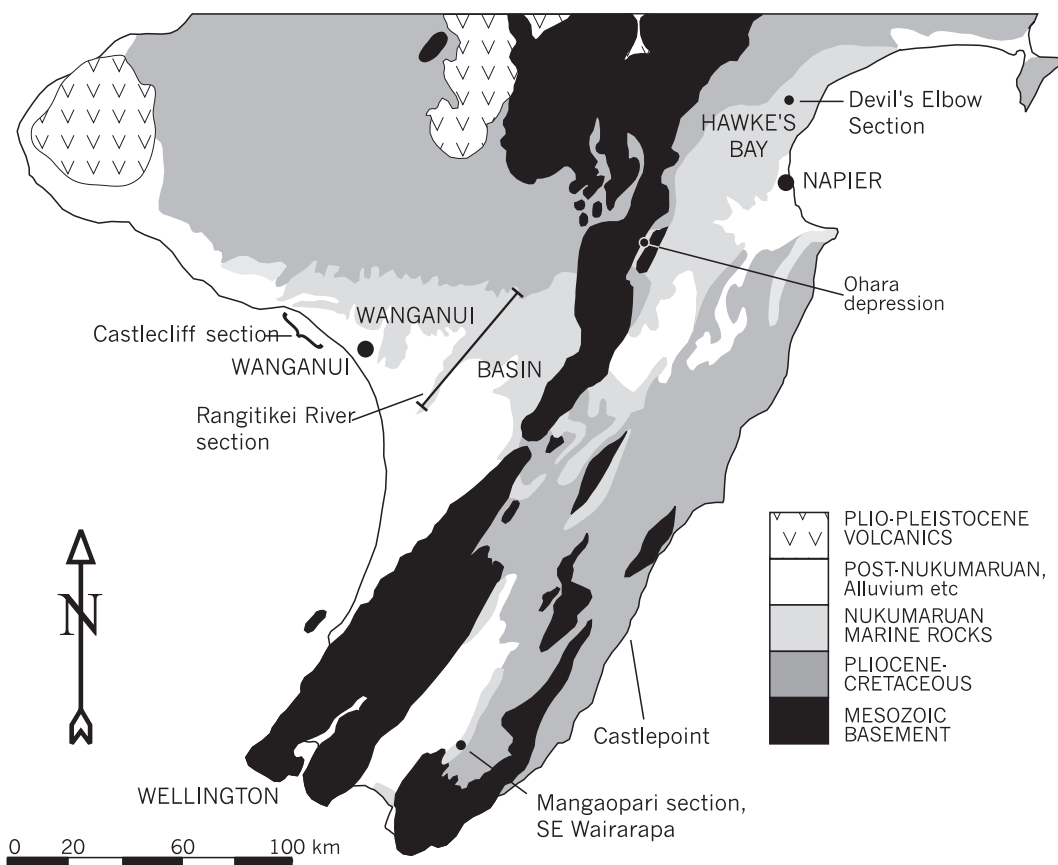 Devil's Elbow
Section
HAWKE'S
BAY
NAPIER
Ohara
depression
WANGANUI
Castlecliff section
WANGANUI
BASIN
Rangitikei River
section
PLIO-PLEISTOCENE
VOLCANICS
POST-NUKUMARUAN,
Alluvium etc
NUKUMARUAN
MARINE ROCKS
PLIOCENE-
CRETACEOUS
MESOZOIC
BASEMENT
N
Castlepoint
WELLINGTON
Mangaopari section,
SE Wairarapa
0 20 60 100 km